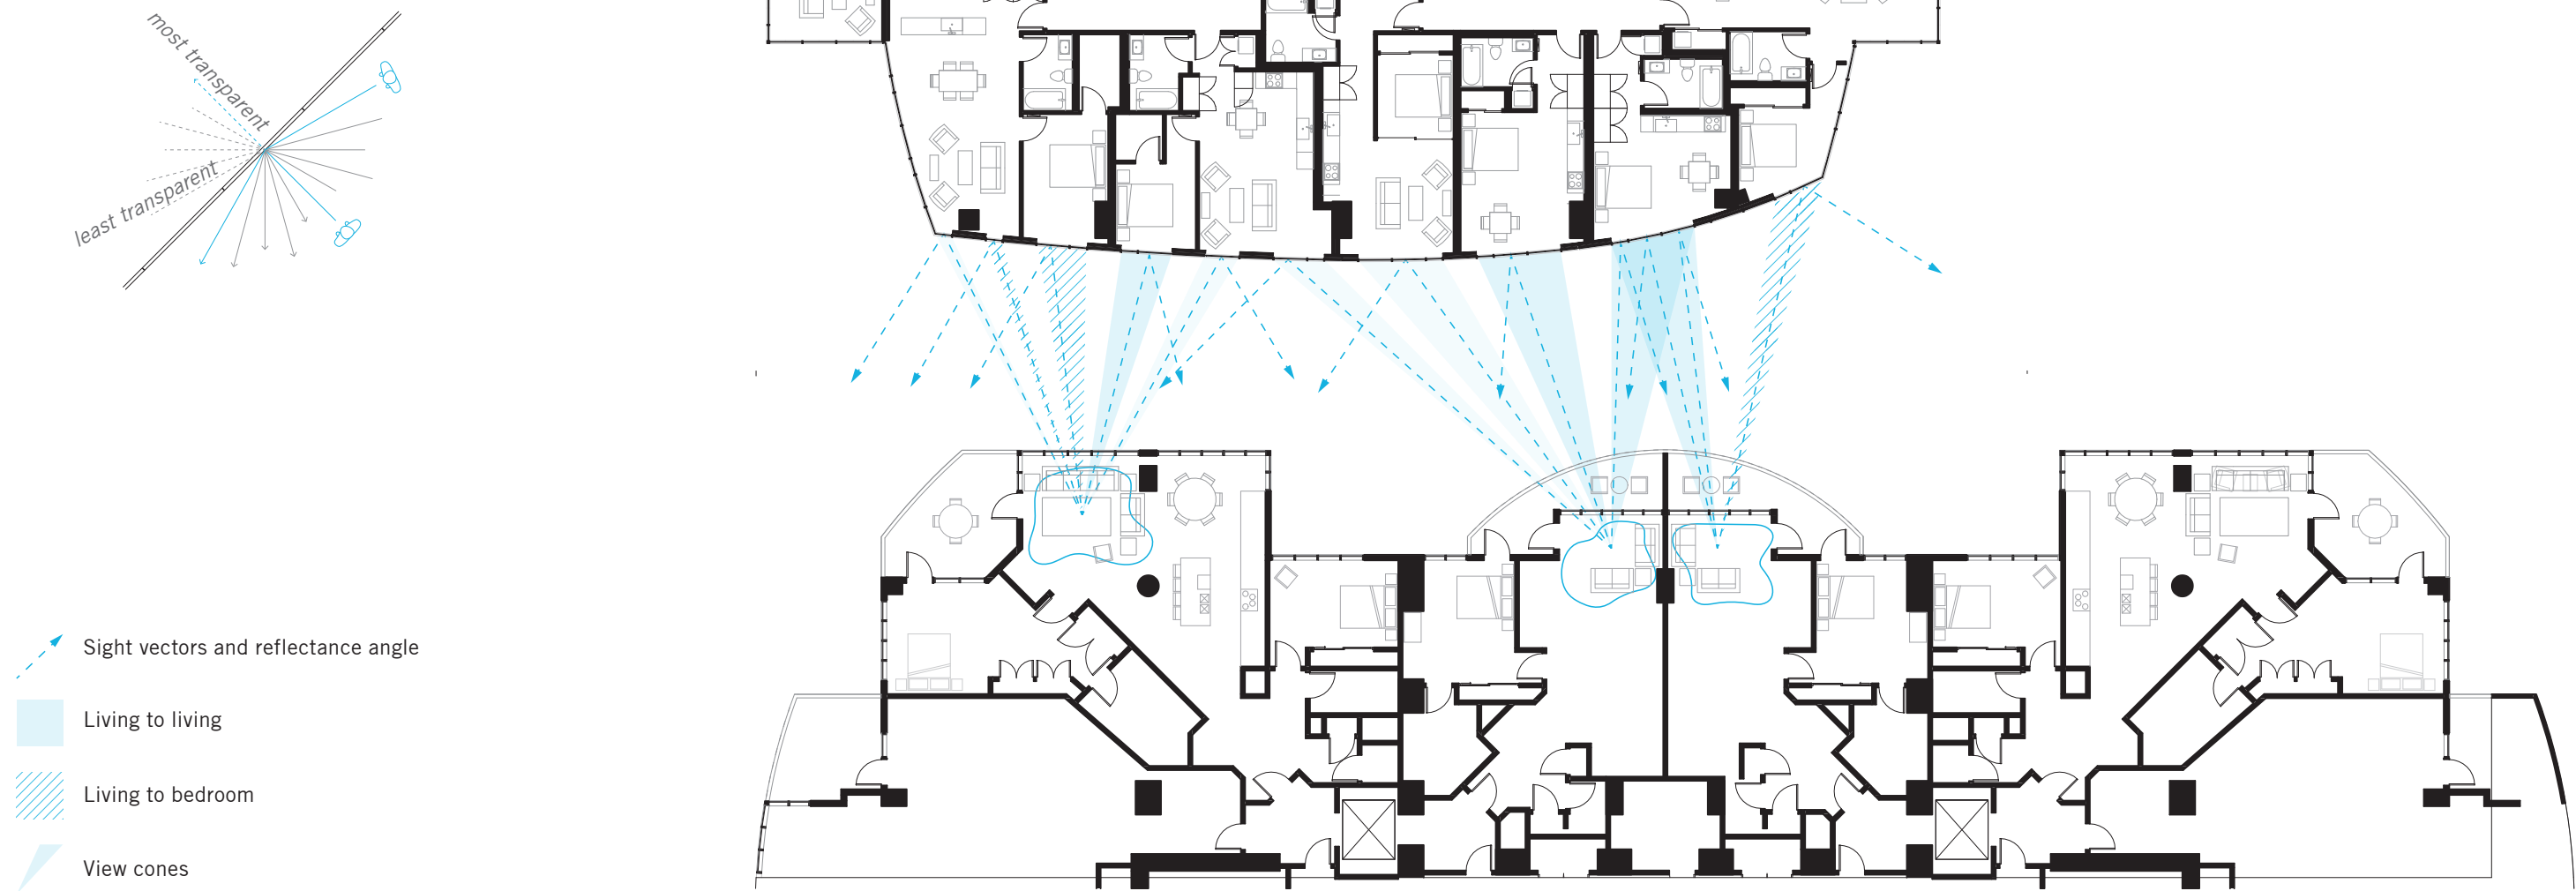 most transparent
least transparent
Sight vectors and reflectance angle
Living to living
Living to bedroom
View cones